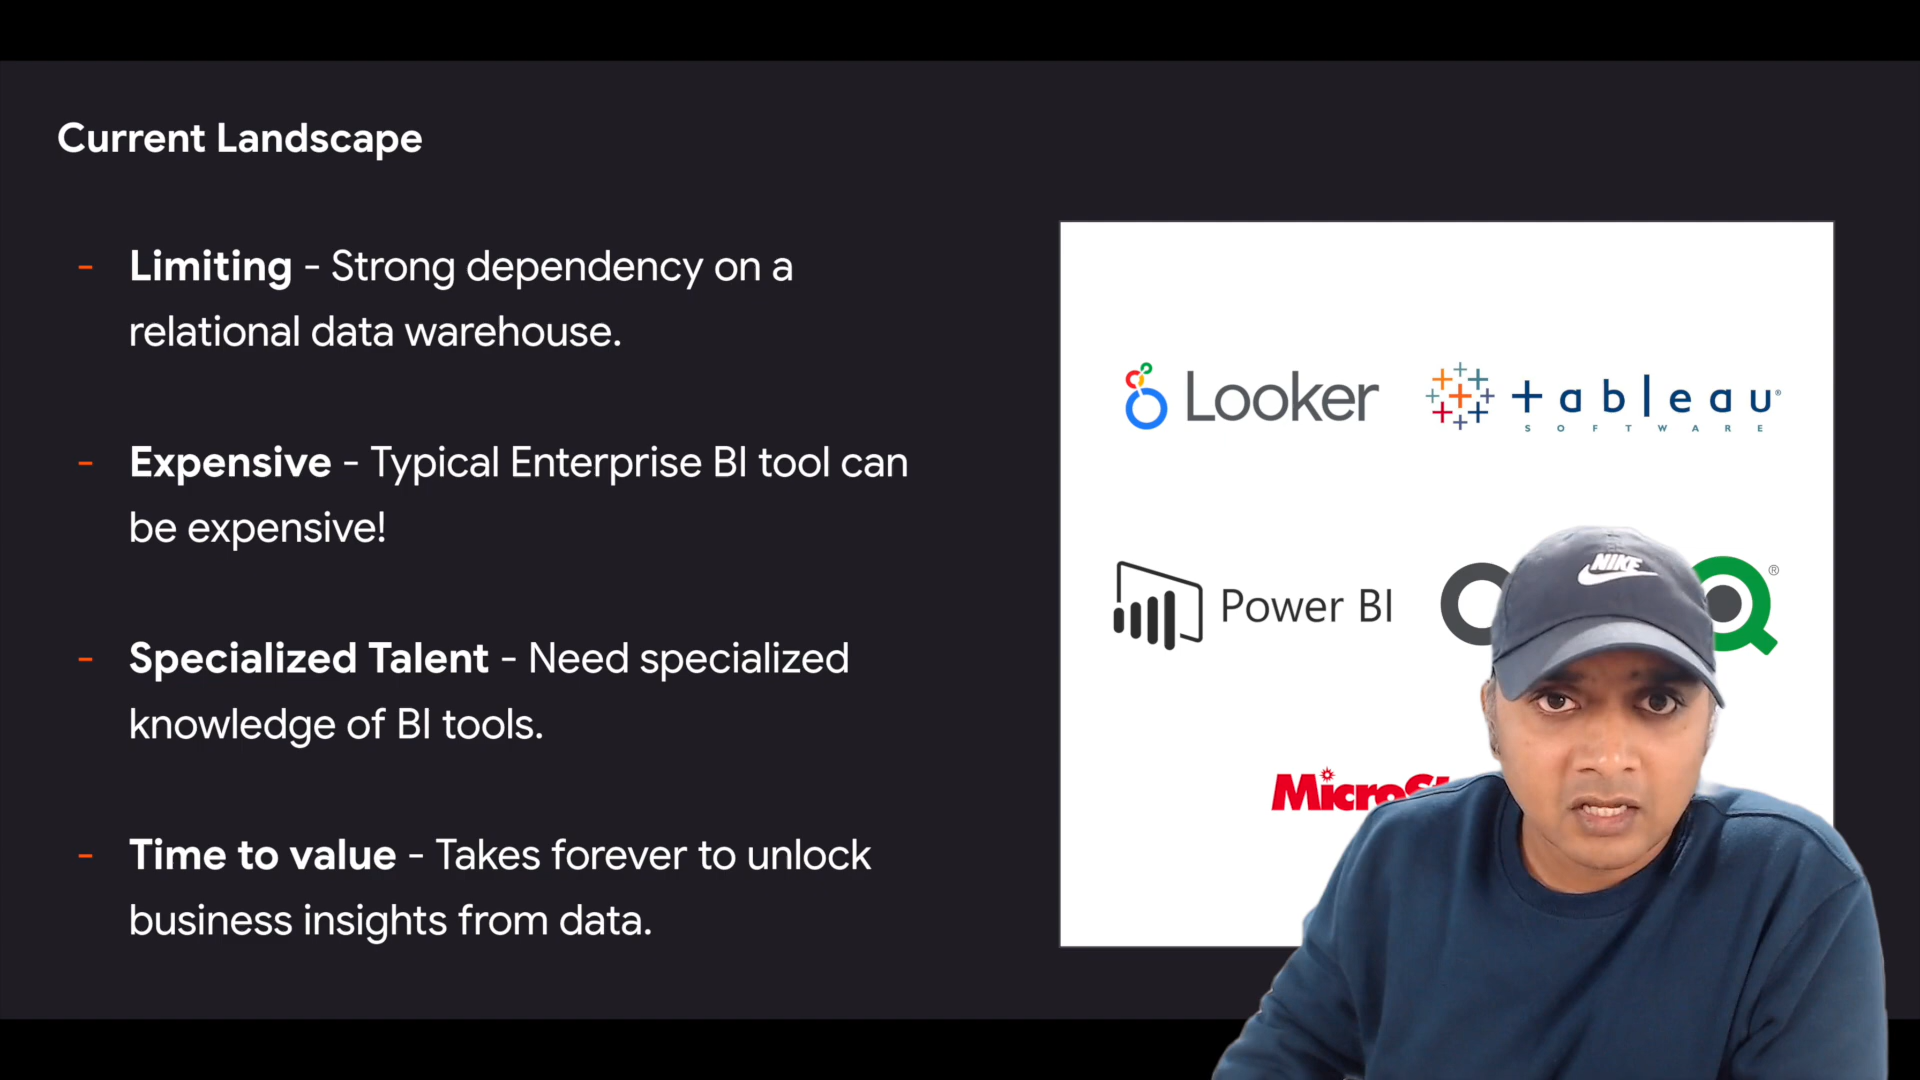 Current Landscape
- Limiting - Strong dependency on a
relational data warehouse.
- Expensive - Typical Enterprise BI tool can
be expensive!
- Specialized Talent - Need specialized
knowledge of BI tools.
- Time to value - Takes forever to unlock
business insights from data.
Looker
+ableau®
SOFTWARE
Power BI
®
NIKE